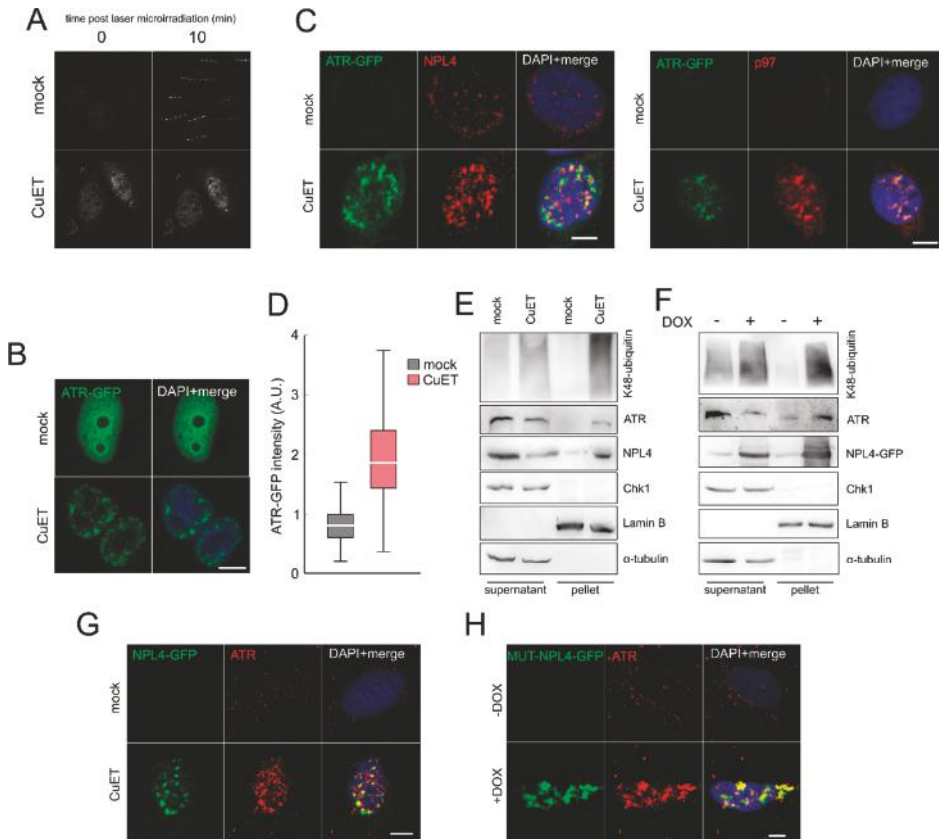 A
time post laser microirradiation (min)
0 10
mock
CuET
B
ATR-GFP DAPI+merge
mock
CuET
C
ATR-GFP NPL4 DAPI+merge
mock
CuET
ATR-GFP p97 DAPI+merge
mock
CuET
D
ATR-GFP intensity (A.U.)
4
3
2
1
0
mock
CuET
E
mock CuET mock CuET
K48-ubiquitin
ATR
NPL4
Chk1
Lamin B
α-tubulin
supernatant pellet
F
DOX - + - +
K48-ubiquitin
ATR
NPL4-GFP
Chk1
Lamin B
α-tubulin
supernatant pellet
G
NPL4-GFP ATR DAPI+merge
mock
CuET
H
MUT-NPL4-GFP ATR DAPI+merge
-DOX
+DOX